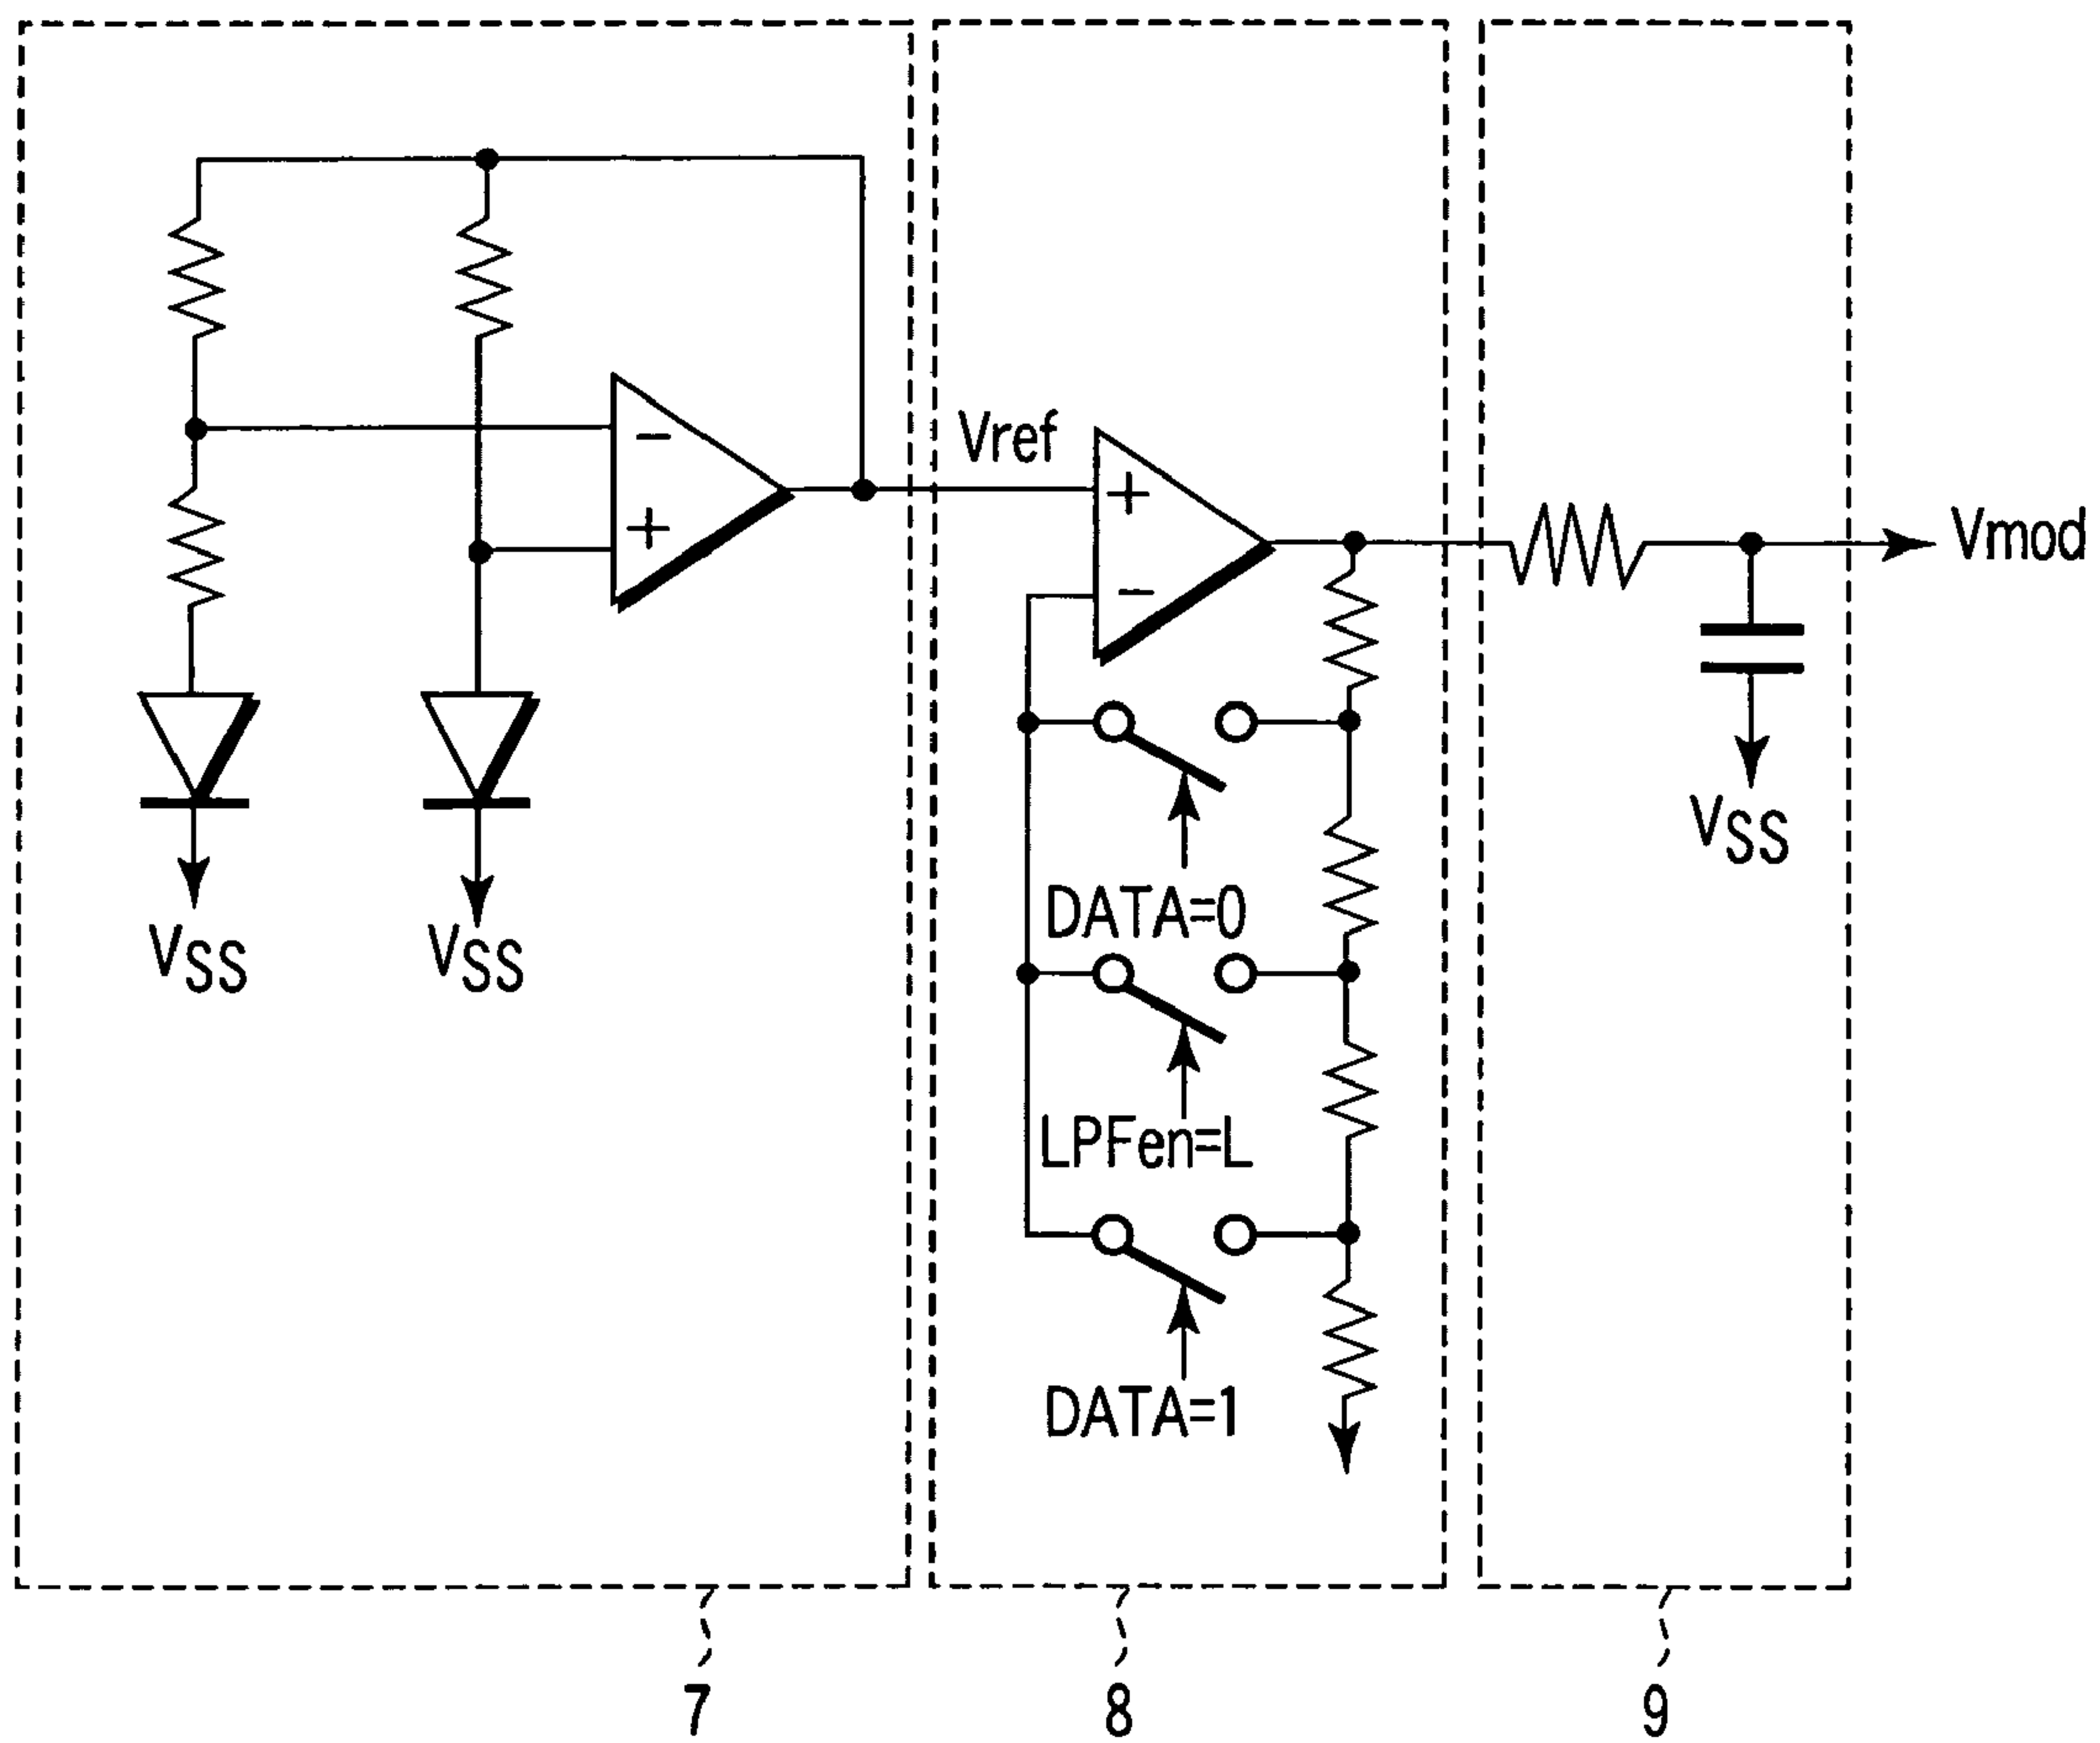 −
+
Vref
+
−
Vmod
VSS
VSS
VSS
DATA=0
LPFen=L
DATA=1
7
8
9